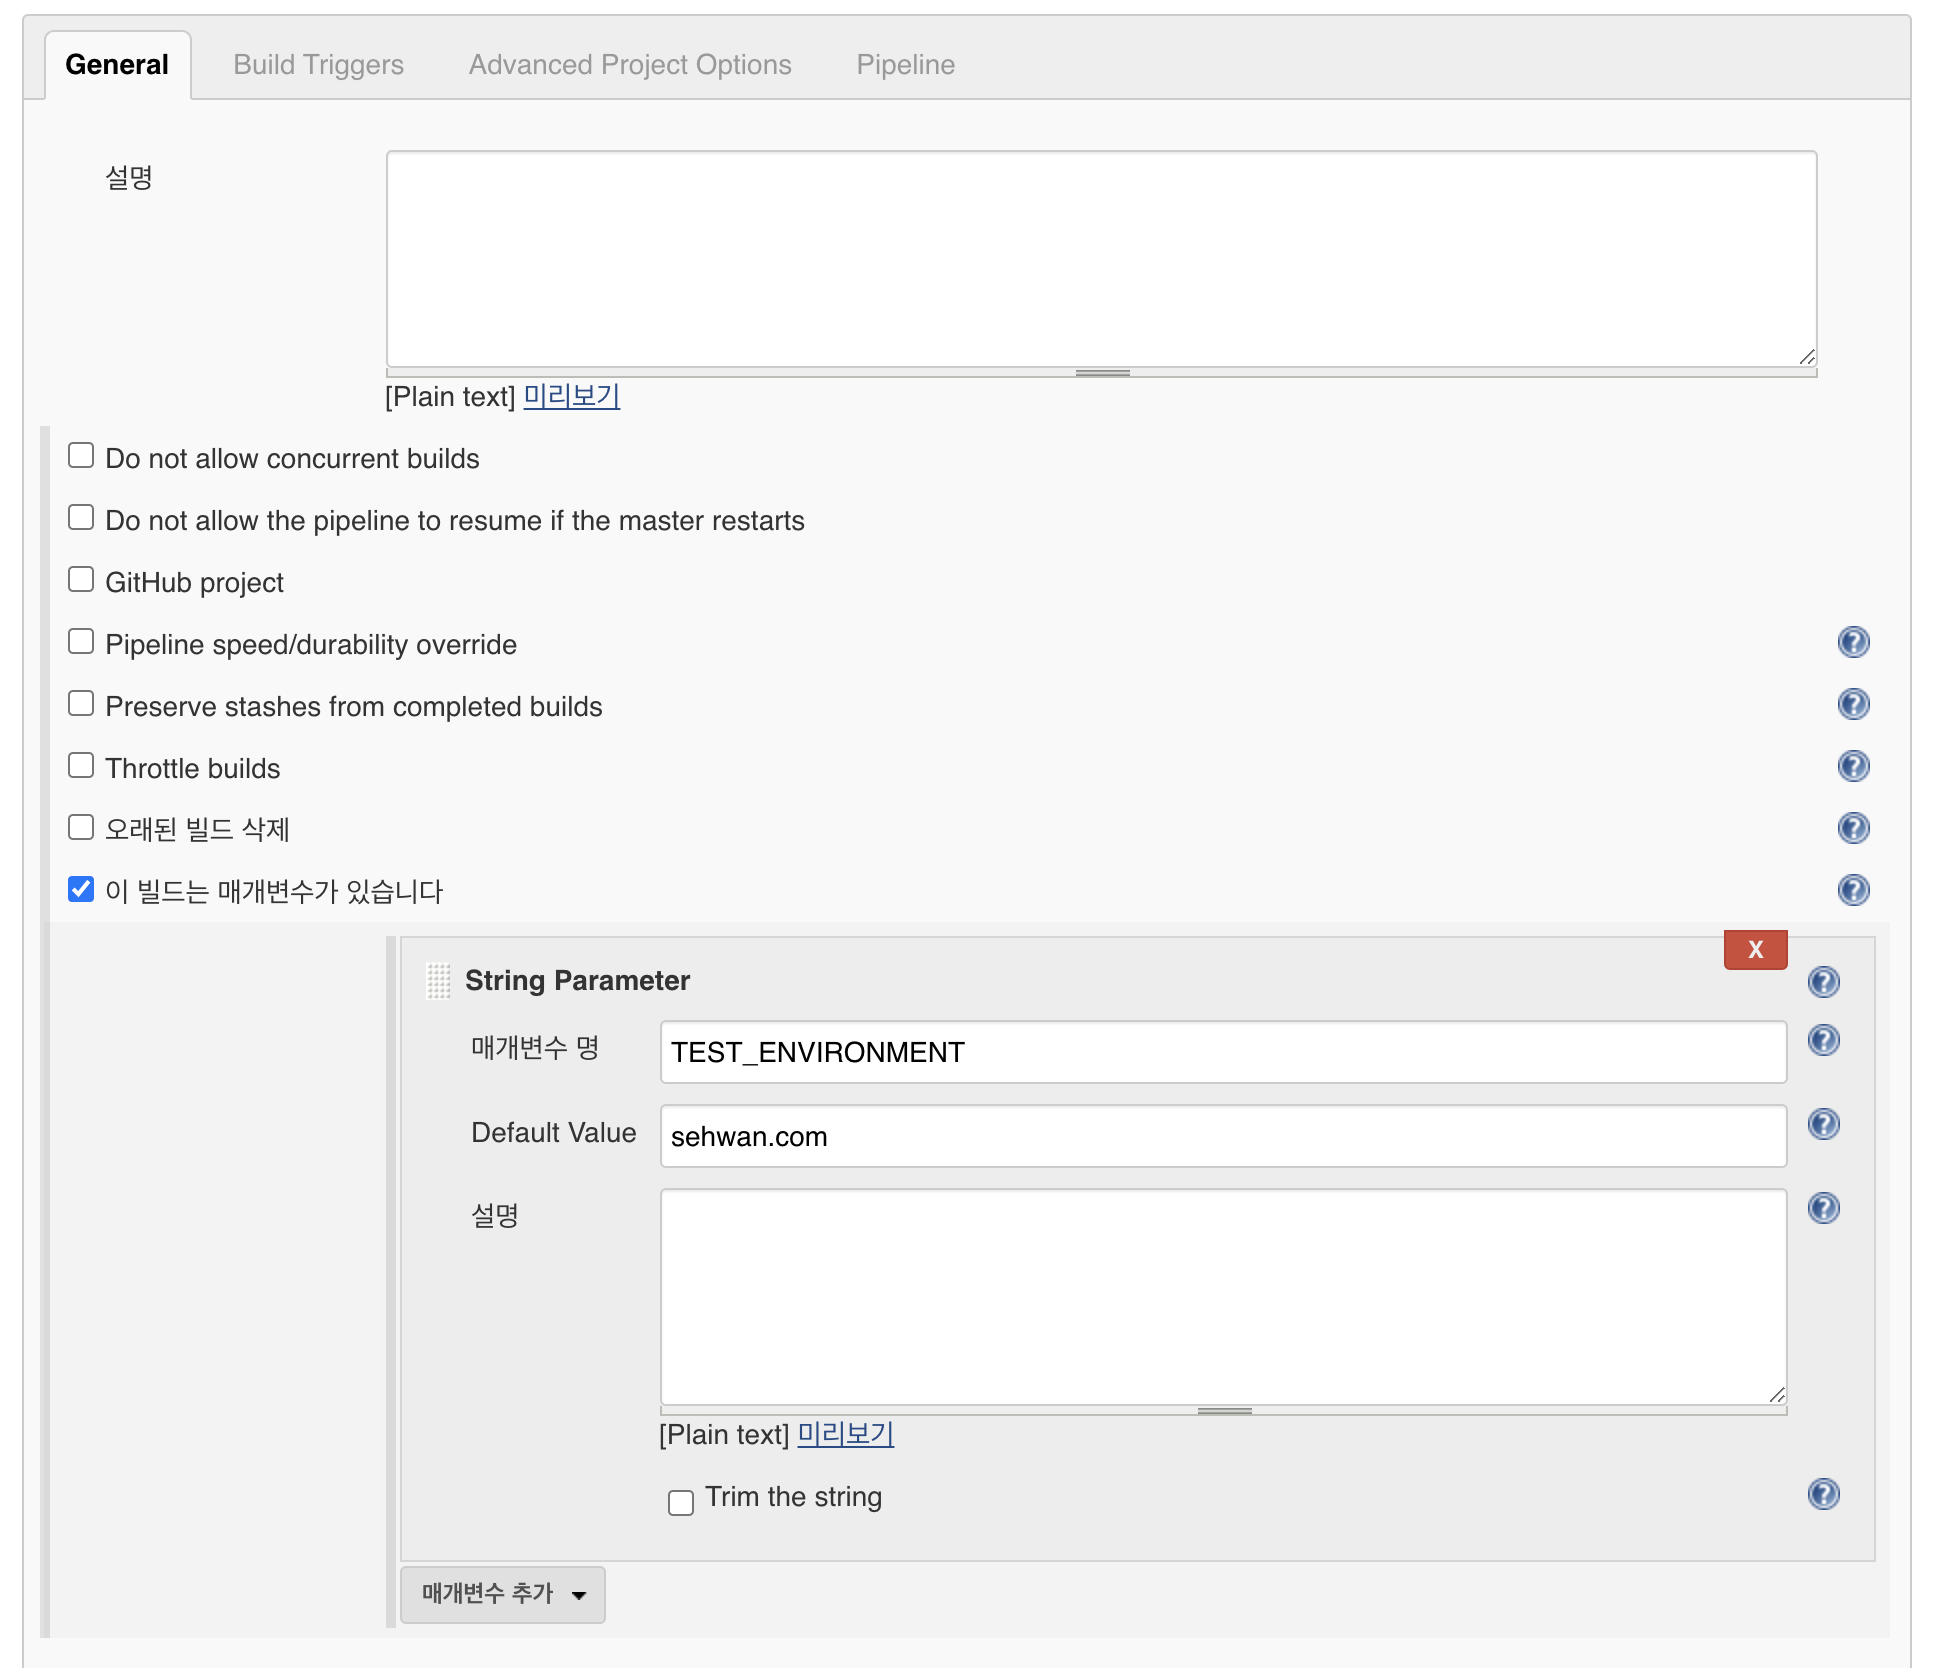 General Build Triggers Advanced Project Options Pipeline
설명
[Plain text] 미리보기
Do not allow concurrent builds
Do not allow the pipeline to resume if the master restarts
GitHub project
Pipeline speed/durability override
Preserve stashes from completed builds
Throttle builds
오래된 빌드 삭제
이 빌드는 매개변수가 있습니다
X
String Parameter
매개변수 명 TEST_ENVIRONMENT
Default Value sehwan.com
설명
[Plain text] 미리보기
Trim the string
매개변수 추가